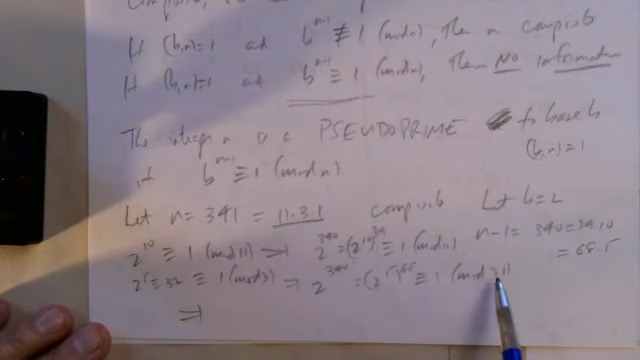 composite,
If (b,n)=1 and b^{n-1} ≢ 1 (mod n), then n composite
If (b,n)=1 and b^{n-1} ≡ 1 (mod n), then NO information
The integer n is a PSEUDOPRIME to base b
if b^{n-1} ≡ 1 (mod n) (b,n)=1
Let n=341 = 11·31 composite Let b=2
2^{10} ≡ 1 (mod 11) ⇒ 2^{340}=(2^{10})^{34} ≡ 1 (mod 11) n-1= 340=34·10
2^5 ≡ 32 ≡ 1 (mod 31) ⇒ 2^{340}=(2^5)^{68} ≡ 1 (mod 31) = 68·5
⇒